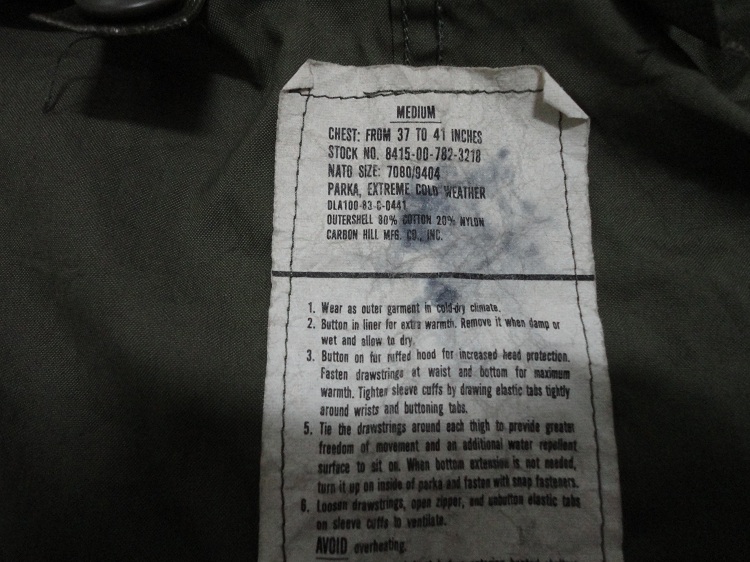 MEDIUM
CHEST: FROM 37 TO 41 INCHES
STOCK NO. 8415-00-782-3218
NATO SIZE: 7080/9404
PARKA, EXTREME COLD WEATHER
DLA100-83-C-0441
OUTERSHELL 80% COTTON 20% NYLON
CARBON HILL MFG. CO., INC.
1. Wear as outer garment in cold-dry climate.
2. Button in liner for extra warmth. Remove it when damp or
wet and allow to dry.
3. Button on fur ruffed hood for increased head protection.
Fasten drawstrings at waist and bottom for maximum
warmth. Tighten sleeve cuffs by drawing elastic tabs tightly
around wrists and buttoning tabs.
5. Tie the drawstrings around each thigh to provide greater
freedom of movement and an additional water repellent
surface to sit on. When bottom extension is not needed,
turn it up on inside of parka and fasten with snap fasteners.
6. Loosen drawstrings, open zipper, and unbutton elastic tabs
on sleeve cuffs to ventilate.
AVOID overheating.